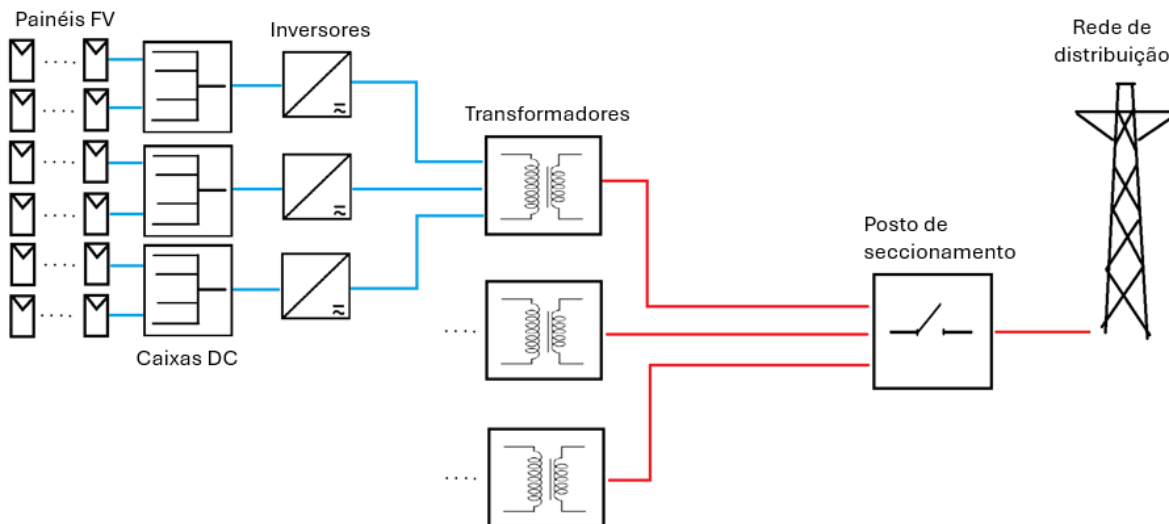 Painéis FV
Inversores
Rede de
distribuição
Transformadores
Posto de
seccionamento
Caixas DC